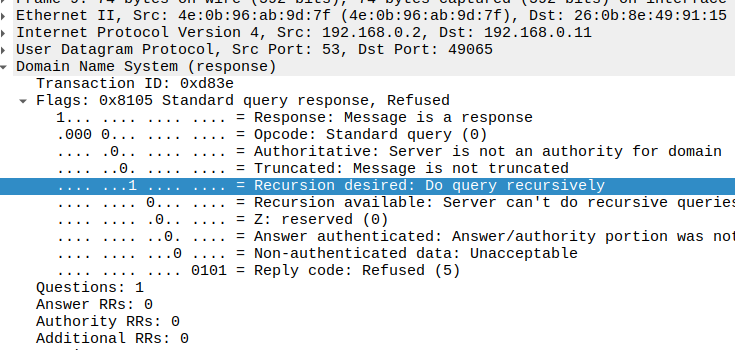 Frame 9: 74 bytes on wire (592 bits), 74 bytes captured (592 bits) on interface
Ethernet II, Src: 4e:0b:96:ab:9d:7f (4e:0b:96:ab:9d:7f), Dst: 26:0b:8e:49:91:15
Internet Protocol Version 4, Src: 192.168.0.2, Dst: 192.168.0.11
User Datagram Protocol, Src Port: 53, Dst Port: 49065
Domain Name System (response)
Transaction ID: 0xd83e
Flags: 0x8105 Standard query response, Refused
1... .... .... .... = Response: Message is a response
.000 0... .... .... = Opcode: Standard query (0)
.... .0.. .... .... = Authoritative: Server is not an authority for domain
.... ..0. .... .... = Truncated: Message is not truncated
.... ...1 .... .... = Recursion desired: Do query recursively
.... .... 0... .... = Recursion available: Server can't do recursive queries
.... .... .0.. .... = Z: reserved (0)
.... .... ..0. .... = Answer authenticated: Answer/authority portion was not
.... .... ...0 .... = Non-authenticated data: Unacceptable
.... .... .... 0101 = Reply code: Refused (5)
Questions: 1
Answer RRs: 0
Authority RRs: 0
Additional RRs: 0